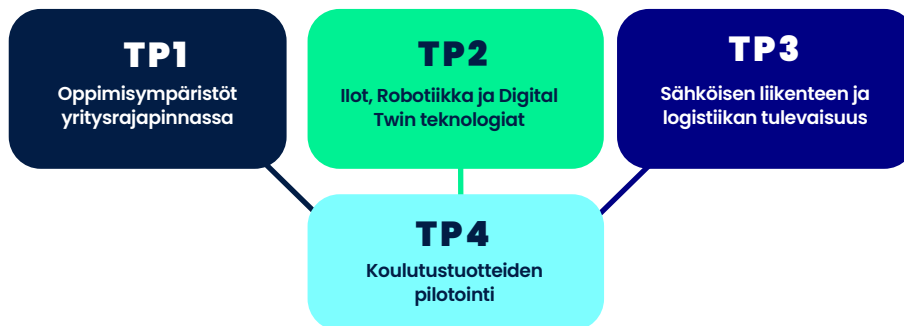 TP1
Oppimisympäristöt
yritysrajapinnassa
TP2
IIot, Robotiikka ja Digital
Twin teknologiat
TP3
Sähköisen liikenteen ja
logistiikan tulevaisuus
TP4
Koulutustuotteiden
pilotointi